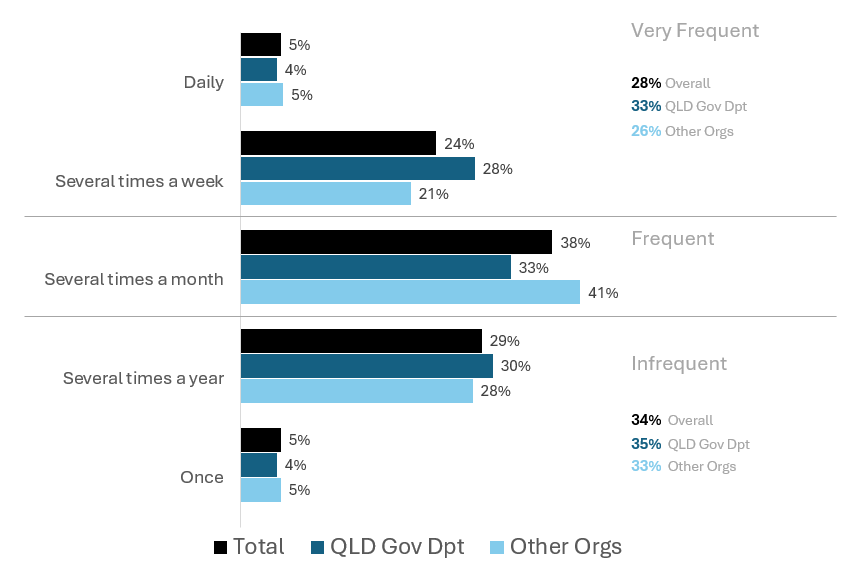 Very Frequent
Daily
5%
4%
5%
28% Overall
33% QLD Gov Dpt
26% Other Orgs
Several times a week
24%
28%
21%
Frequent
Several times a month
38%
33%
41%
Several times a year
29%
30%
28%
Infrequent
34% Overall
35% QLD Gov Dpt
33% Other Orgs
Once
5%
4%
5%
Total QLD Gov Dpt Other Orgs